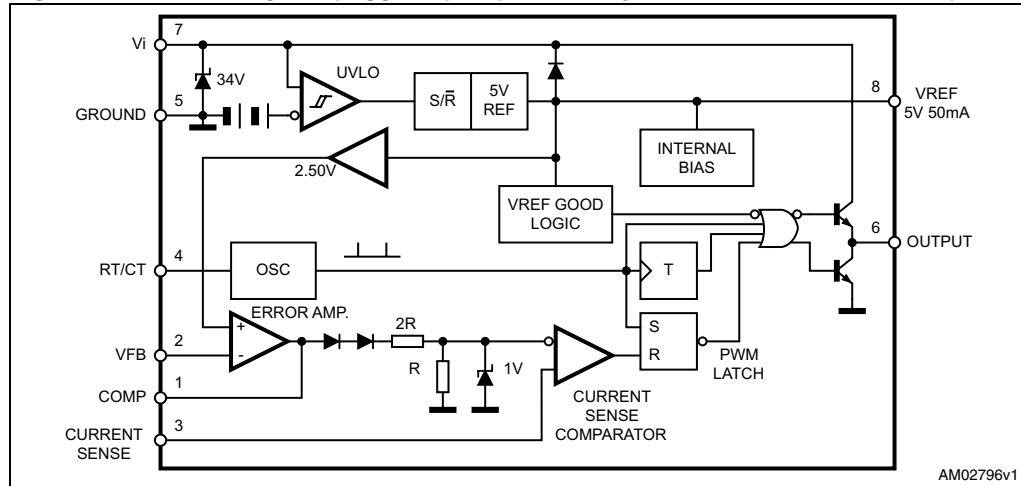 7
Vi
34V
UVLO
S/R̅
5V
REF
8
VREF
5V 50mA
5
GROUND
2.50V
INTERNAL
BIAS
VREF GOOD
LOGIC
6
OUTPUT
4
RT/CT
OSC
T
ERROR AMP.
+
-
2R
R
1V
S
R
PWM
LATCH
2
VFB
1
COMP
CURRENT
SENSE
COMPARATOR
3
CURRENT
SENSE
AM02796v1